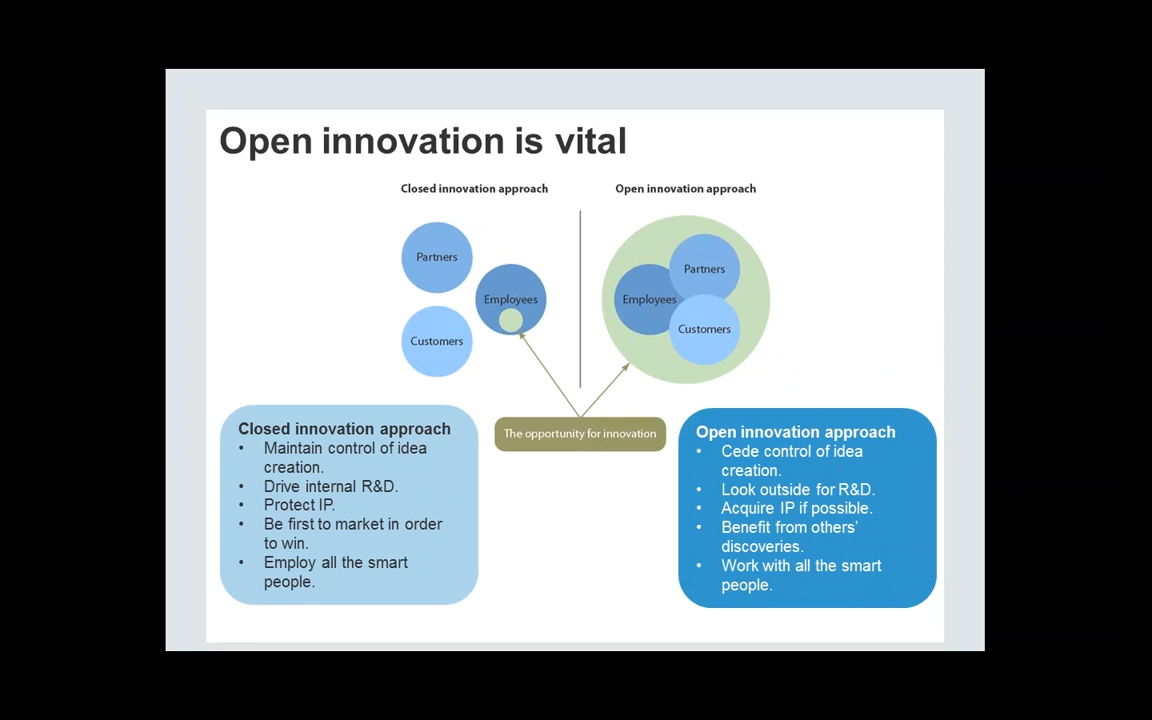 Open innovation is vital
Closed innovation approach
Open innovation approach
Partners
Employees
Customers
Partners
Employees
Customers
The opportunity for innovation
Closed innovation approach
• Maintain control of idea
creation.
• Drive internal R&D.
• Protect IP.
• Be first to market in order
to win.
• Employ all the smart
people.
Open innovation approach
• Cede control of idea
creation.
• Look outside for R&D.
• Acquire IP if possible.
• Benefit from others’
discoveries.
• Work with all the smart
people.